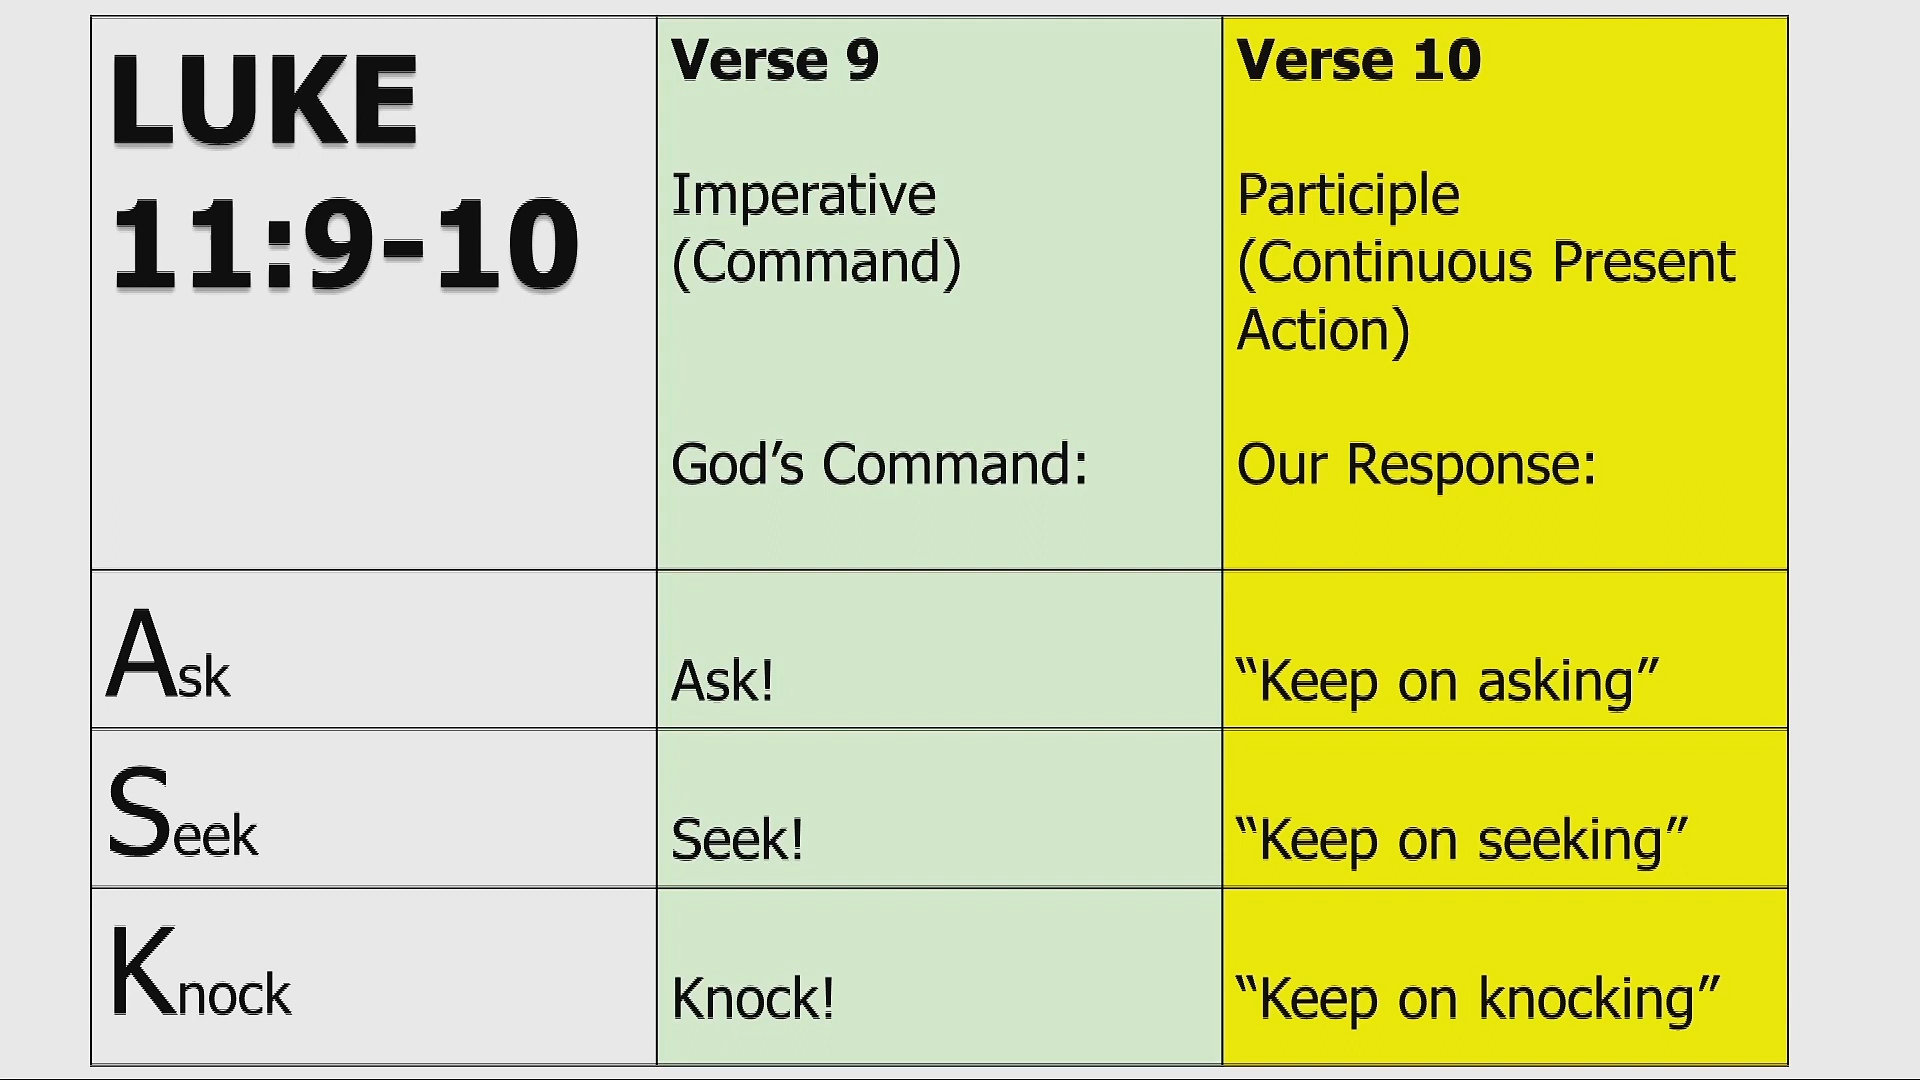 LUKE
11:9-10
Verse 9
Imperative
(Command)
God’s Command:
Verse 10
Participle
(Continuous Present
Action)
Our Response:
Ask
Ask!
“Keep on asking”
Seek
Seek!
“Keep on seeking”
Knock
Knock!
“Keep on knocking”